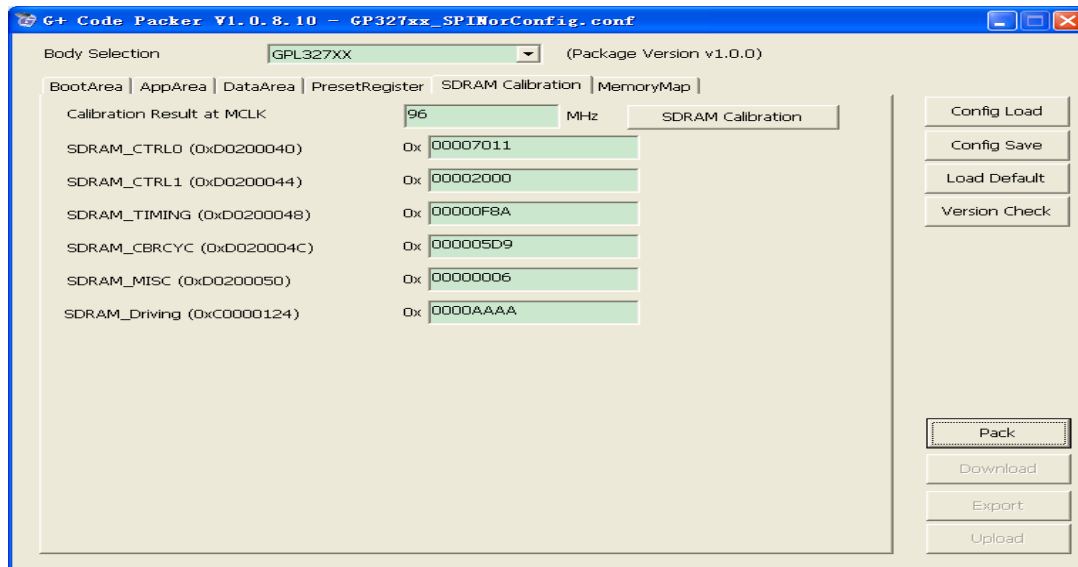 G+ Code Packer V1.0.8.10 - GP327xx_SPINorConfig.conf
Body Selection GPL327XX (Package Version v1.0.0)
BootArea AppArea DataArea PresetRegister SDRAM Calibration MemoryMap
Calibration Result at MCLK 96 MHz SDRAM Calibration
SDRAM_CTRL0 (0xD0200040) 0x 00007011
SDRAM_CTRL1 (0xD0200044) 0x 00002000
SDRAM_TIMING (0xD0200048) 0x 00000F8A
SDRAM_CBRCYC (0xD020004C) 0x 000005D9
SDRAM_MISC (0xD0200050) 0x 00000006
SDRAM_Driving (0xC0000124) 0x 0000AAAA
Config Load
Config Save
Load Default
Version Check
Pack
Download
Export
Upload